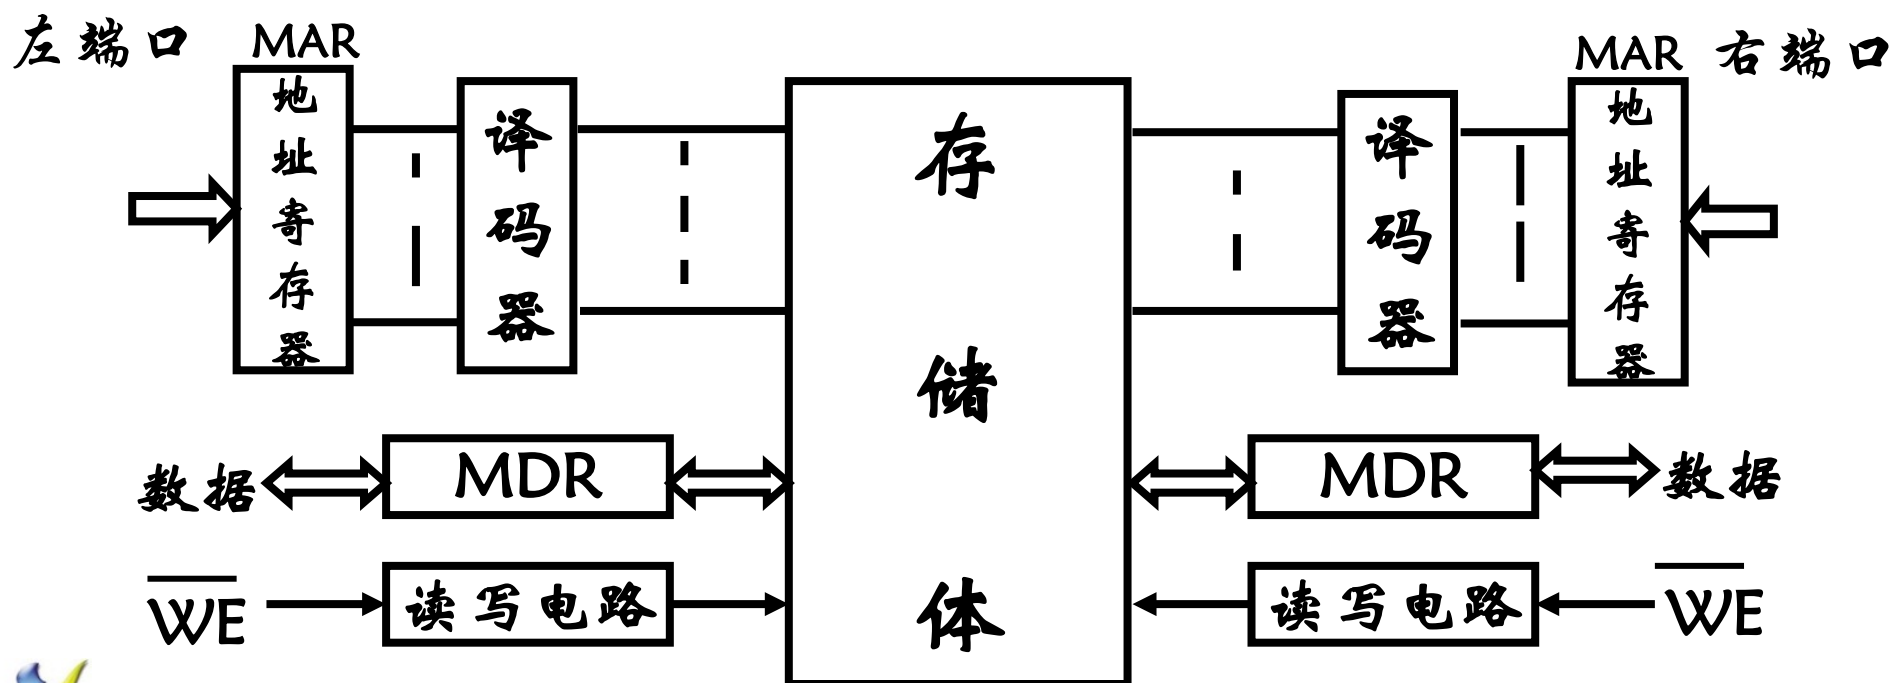 左端口
MAR
地址寄存器
译码器
存储体
译码器
MAR
地址寄存器
右端口
数据
MDR
MDR
数据
WE
读写电路
读写电路
WE